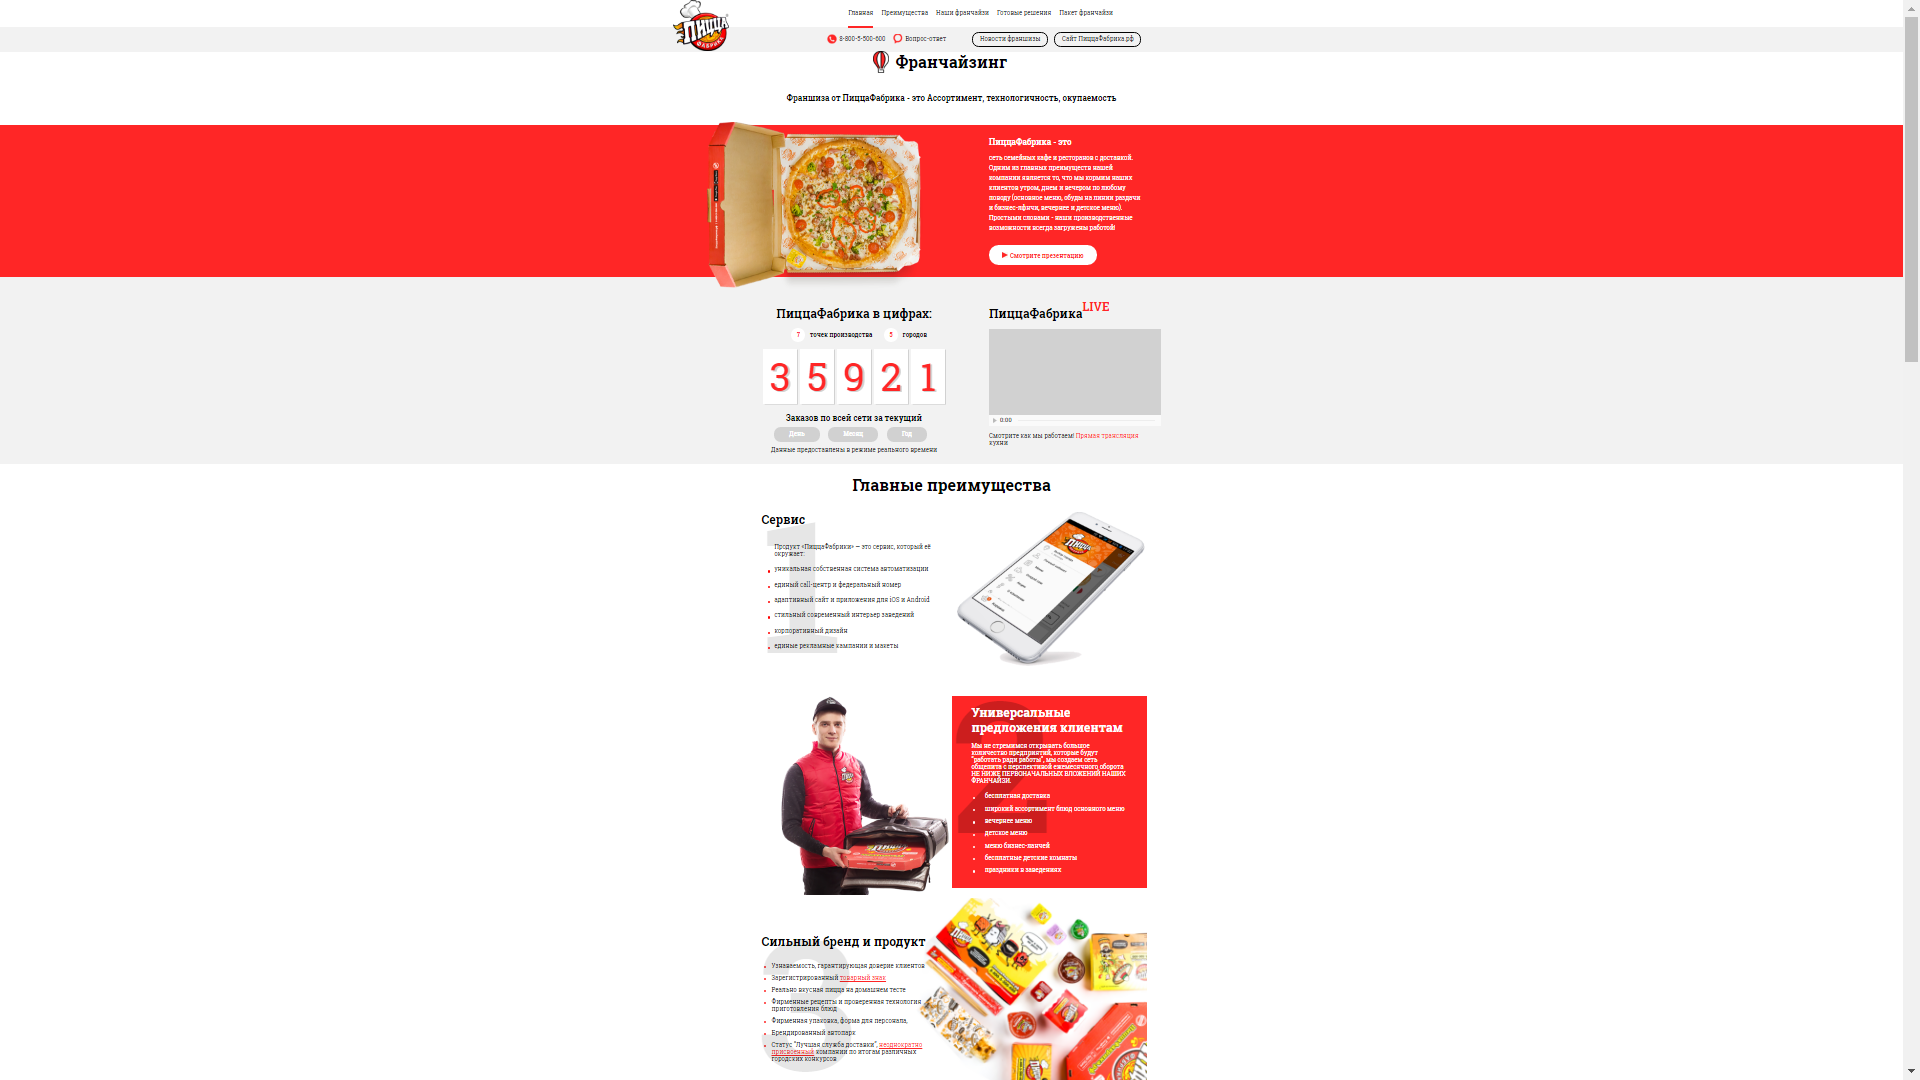 ПИЦЦА
ФАБРИКА
Главная
Преимущества
Наши франчайзи
Готовые решения
Пакет франчайзи
8-800-5-500-600
Вопрос-ответ
Новости франшизы
Сайт ПиццаФабрика.рф
Франчайзинг
Франшиза от ПиццаФабрика - это Ассортимент, технологичность, окупаемость
ПиццаФабрика - это
сеть семейных кафе и ресторанов с доставкой.
Одним из главных преимуществ нашей
компании является то, что мы кормим наших
клиентов утром, днем и вечером по любому
поводу (основное меню, обуды на линии раздачи
и бизнес-лфнчи, вечернее и детское меню).
Простыми словами - наши производственные
возможности всегда загружены работой!
Смотрите презентацию
ПиццаФабрика в цифрах:
7 точек производства
5 городов
3 5 9 2 1
Заказов по всей сети за текущий
День
Месяц
Год
Данные предоставлены в режиме реального времени
ПиццаФабрика LIVE
0:00
Смотрите как мы работаем! Прямая трансляция
кухни
Главные преимущества
1
Сервис
Продукт «ПиццаФабрики» — это сервис, который её
окружает:
уникальная собственная система автоматизации
единый call-центр и федеральный номер
адаптивный сайт и приложения для iOS и Android
стильный современный интерьер заведений
корпоративный дизайн
единые рекламные кампании и макеты
2
Универсальные
предложения клиентам
Мы не стремимся открывать большое
количество предприятий, которые будут
"работать ради работы", мы создаем сеть
общепита с перспективой ежемесячного оборота
НЕ НИЖЕ ПЕРВОНАЧАЛЬНЫХ ВЛОЖЕНИЙ НАШИХ
ФРАНЧАЙЗИ.
бесплатная доставка
широкий ассортимент блюд основного меню
вечернее меню
детское меню
меню бизнес-ланчей
бесплатные детские комнаты
праздники в заведениях
3
Сильный бренд и продукт
Узнаваемость, гарантирующая доверие клиентов
Зарегистрированный товарный знак
Реально вкусная пицца на домашнем тесте
Фирменные рецепты и проверенная технология
приготовления блюд
Фирменная упаковка, форма для персонала,
Брендированный автопарк
Статус "Лучшая служба доставки", неоднократно
присвоенный компании по итогам различных
городских конкурсов